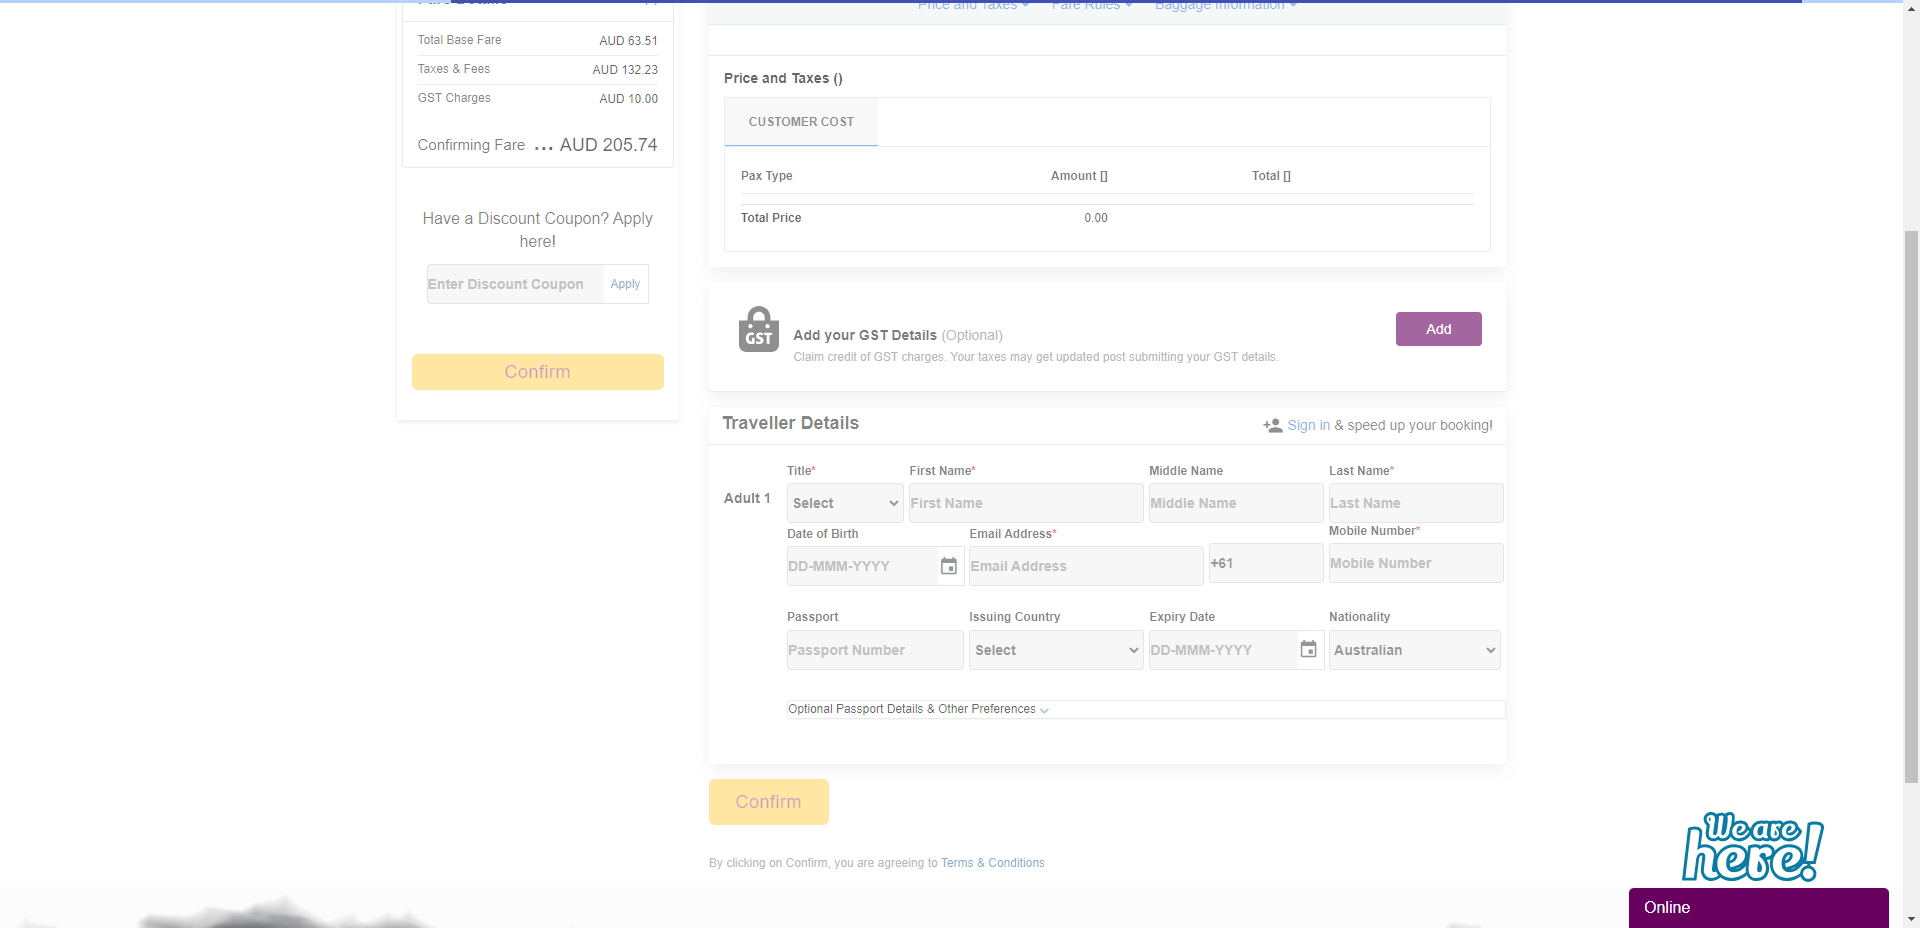 Fare Details
Total Base Fare AUD 63.51
Taxes & Fees AUD 132.23
GST Charges AUD 10.00
Confirming Fare ... AUD 205.74
Have a Discount Coupon? Apply
here!
Enter Discount Coupon Apply
Confirm
Price and Taxes Fare Rules Baggage Information
Price and Taxes ()
CUSTOMER COST
Pax Type Amount [] Total []
Total Price 0.00
GST
Add your GST Details (Optional)
Claim credit of GST charges. Your taxes may get updated post submitting your GST details.
Add
Traveller Details
Sign in & speed up your booking!
Title* First Name* Middle Name Last Name*
Adult 1 Select First Name Middle Name Last Name
Date of Birth Email Address* Mobile Number*
DD-MMM-YYYY Email Address +61 Mobile Number
Passport Issuing Country Expiry Date Nationality
Passport Number Select DD-MMM-YYYY Australian
Optional Passport Details & Other Preferences
Confirm
By clicking on Confirm, you are agreeing to Terms & Conditions
We are
here!
Online